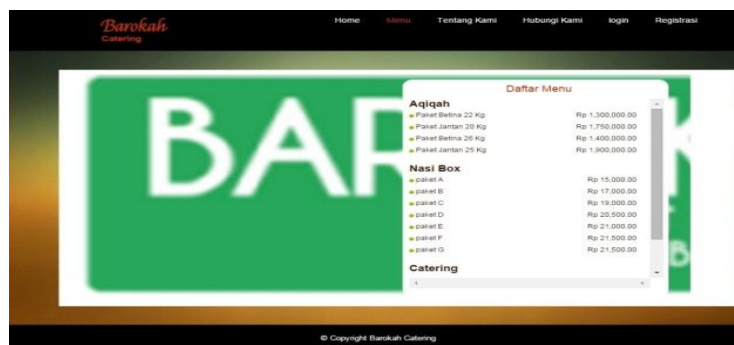 Barokah
Catering
Home Menu Tentang Kami Hubungi Kami login Registrasi
BAR
Daftar Menu
Aqiqah
Paket Betina 22 Kg Rp 1,300,000.00
Paket Jantan 20 Kg Rp 1,750,000.00
Paket Betina 26 Kg Rp 1,400,000.00
Paket Jantan 25 Kg Rp 1,900,000.00
Nasi Box
paket A Rp 15,000.00
paket B Rp 17,000.00
paket C Rp 19,000.00
paket D Rp 20,500.00
paket E Rp 21,000.00
paket F Rp 21,500.00
paket G Rp 21,500.00
Catering
© Copyright Barokah Catering